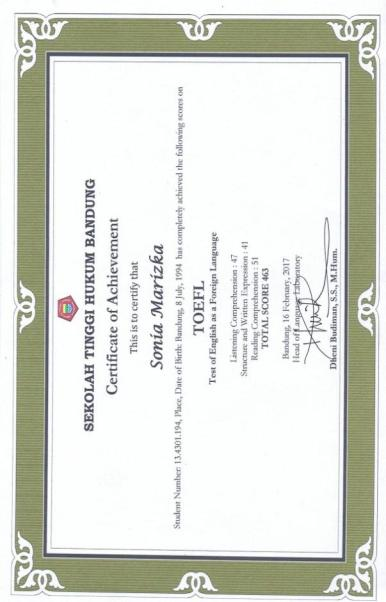 SEKOLAH TINGGI HUKUM BANDUNG
Certificate of Achievement
This is to certify that
Sonia Marizka
Student Number: 13.4301.194, Place, Date of Birth: Bandung, 8 July, 1994 has completely achieved the following scores on
TOEFL
Test of English as a Foreign Language
Listening Comprehension : 47
Structure and Written Expression : 41
Reading Comprehension : 51
TOTAL SCORE 463
Bandung, 16 February, 2017
Head of Language Laboratory
Dheni Budiman, S.S., M.Hum.